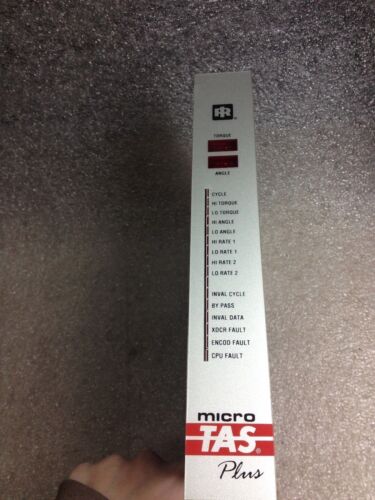 IR®
TORQUE
ANGLE
CYCLE
HI TORQUE
LO TORQUE
HI ANGLE
LO ANGLE
HI RATE 1
LO RATE 1
HI RATE 2
LO RATE 2
INVAL CYCLE
BY PASS
INVAL DATA
XDCR FAULT
ENCOD FAULT
CPU FAULT
micro
TAS®
Plus